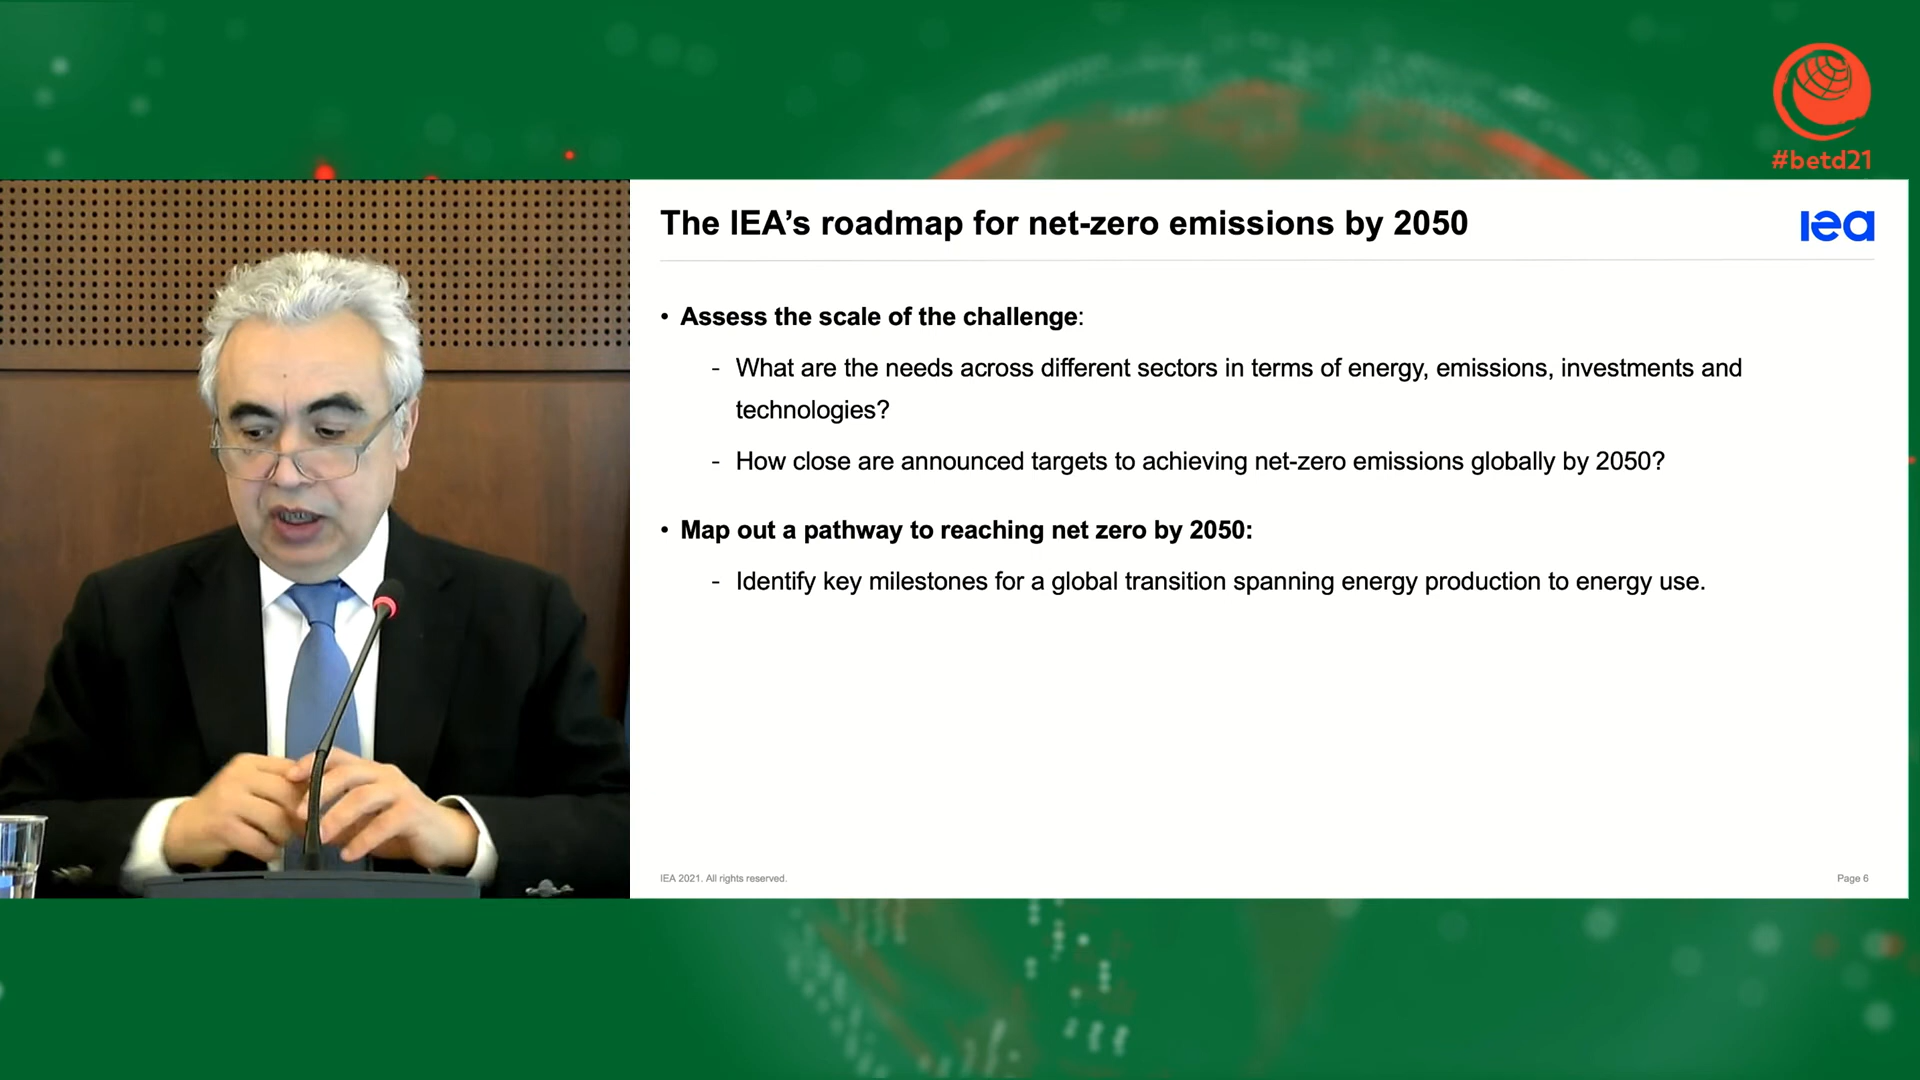 #betd21
The IEA’s roadmap for net-zero emissions by 2050
iea
• Assess the scale of the challenge:
- What are the needs across different sectors in terms of energy, emissions, investments and
technologies?
- How close are announced targets to achieving net-zero emissions globally by 2050?
• Map out a pathway to reaching net zero by 2050:
- Identify key milestones for a global transition spanning energy production to energy use.
IEA 2021. All rights reserved.
Page 6